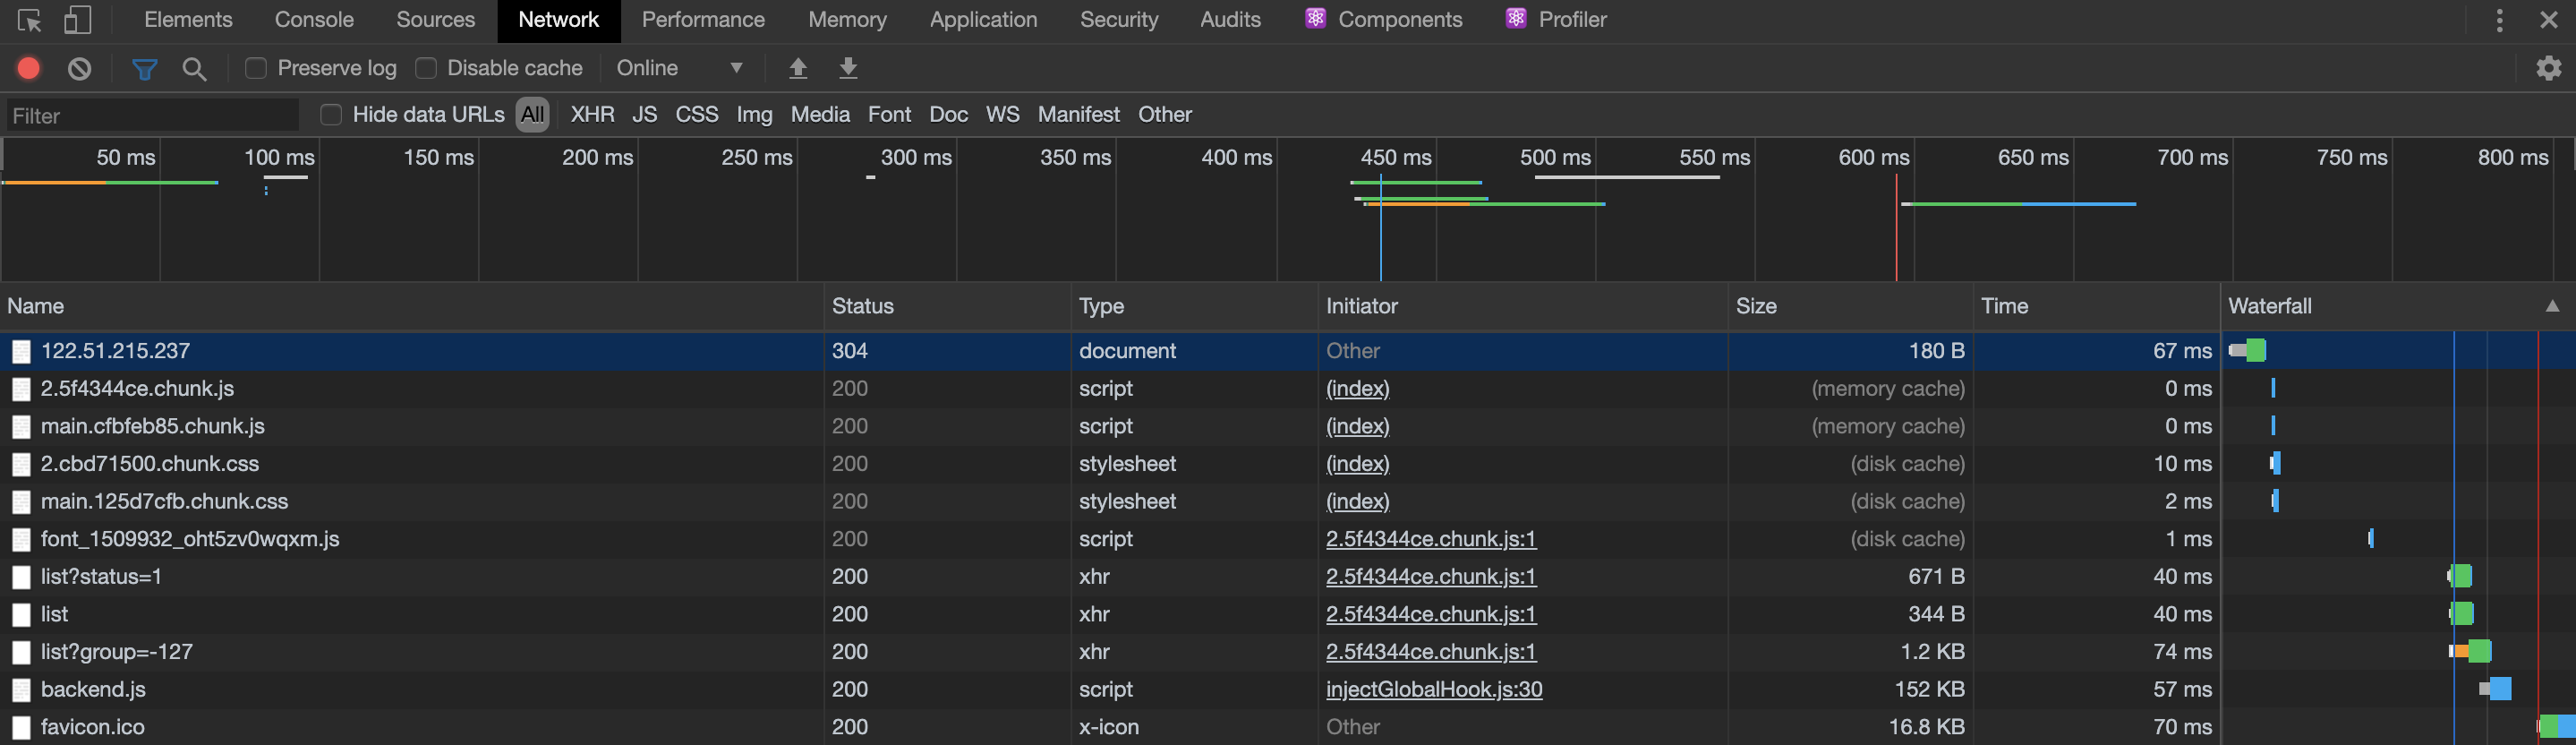 Elements Console Sources Network Performance Memory Application Security Audits Components Profiler
Preserve log Disable cache Online
Filter Hide data URLs All XHR JS CSS Img Media Font Doc WS Manifest Other
50 ms 100 ms 150 ms 200 ms 250 ms 300 ms 350 ms 400 ms 450 ms 500 ms 550 ms 600 ms 650 ms 700 ms 750 ms 800 ms
Name Status Type Initiator Size Time Waterfall
122.51.215.237 304 document Other 180 B 67 ms
2.5f4344ce.chunk.js 200 script (index) (memory cache) 0 ms
main.cfbfeb85.chunk.js 200 script (index) (memory cache) 0 ms
2.cbd71500.chunk.css 200 stylesheet (index) (disk cache) 10 ms
main.125d7cfb.chunk.css 200 stylesheet (index) (disk cache) 2 ms
font_1509932_oht5zv0wqxm.js 200 script 2.5f4344ce.chunk.js:1 (disk cache) 1 ms
list?status=1 200 xhr 2.5f4344ce.chunk.js:1 671 B 40 ms
list 200 xhr 2.5f4344ce.chunk.js:1 344 B 40 ms
list?group=-127 200 xhr 2.5f4344ce.chunk.js:1 1.2 KB 74 ms
backend.js 200 script injectGlobalHook.js:30 152 KB 57 ms
favicon.ico 200 x-icon Other 16.8 KB 70 ms